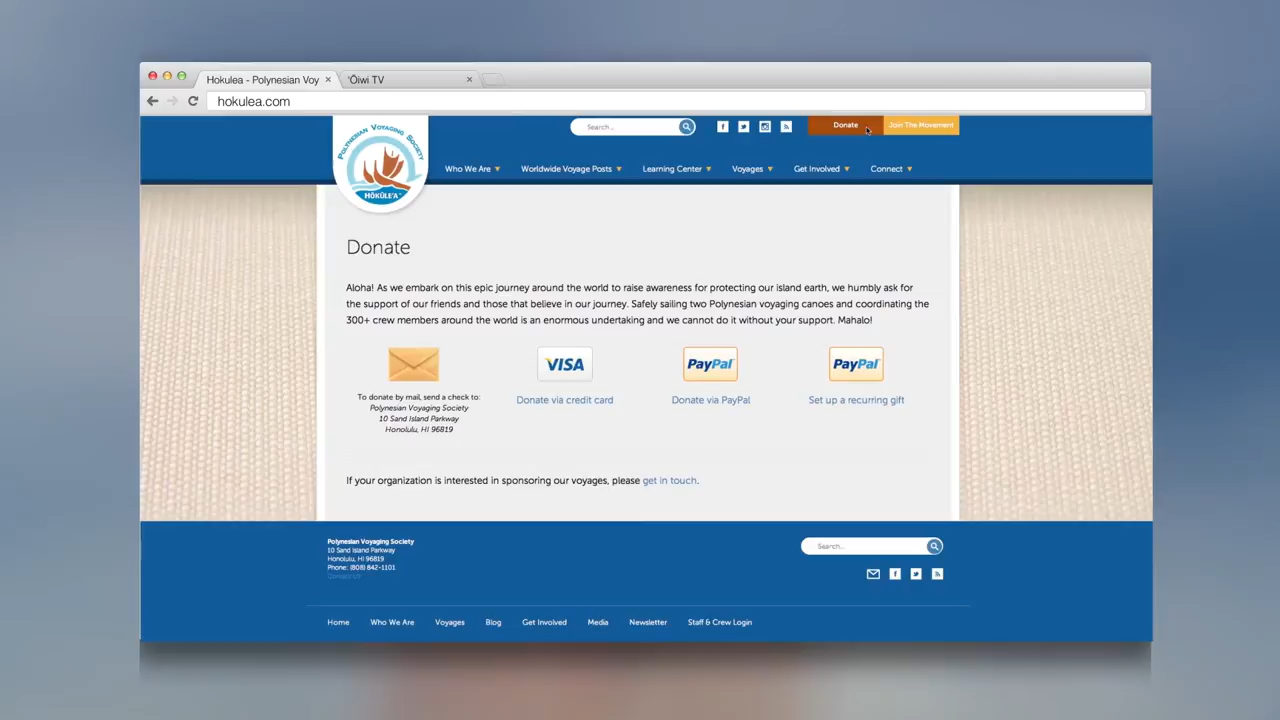 Hokulea - Polynesian Voy
'Ōiwi TV
hokulea.com
Search...
Donate
Join The Movement
POLYNESIAN VOYAGING SOCIETY
HŌKŪLE'A
Who We Are
Worldwide Voyage Posts
Learning Center
Voyages
Get Involved
Connect
Donate
Aloha! As we embark on this epic journey around the world to raise awareness for protecting our island earth, we humbly ask for
the support of our friends and those that believe in our journey. Safely sailing two Polynesian voyaging canoes and coordinating the
300+ crew members around the world is an enormous undertaking and we cannot do it without your support. Mahalo!
VISA
PayPal
PayPal
To donate by mail, send a check to:
Polynesian Voyaging Society
10 Sand Island Parkway
Honolulu, HI 96819
Donate via credit card
Donate via PayPal
Set up a recurring gift
If your organization is interested in sponsoring our voyages, please get in touch.
Polynesian Voyaging Society
10 Sand Island Parkway
Honolulu, HI 96819
Phone: (808) 842-1101
Contact Us
Search...
Home
Who We Are
Voyages
Blog
Get Involved
Media
Newsletter
Staff & Crew Login